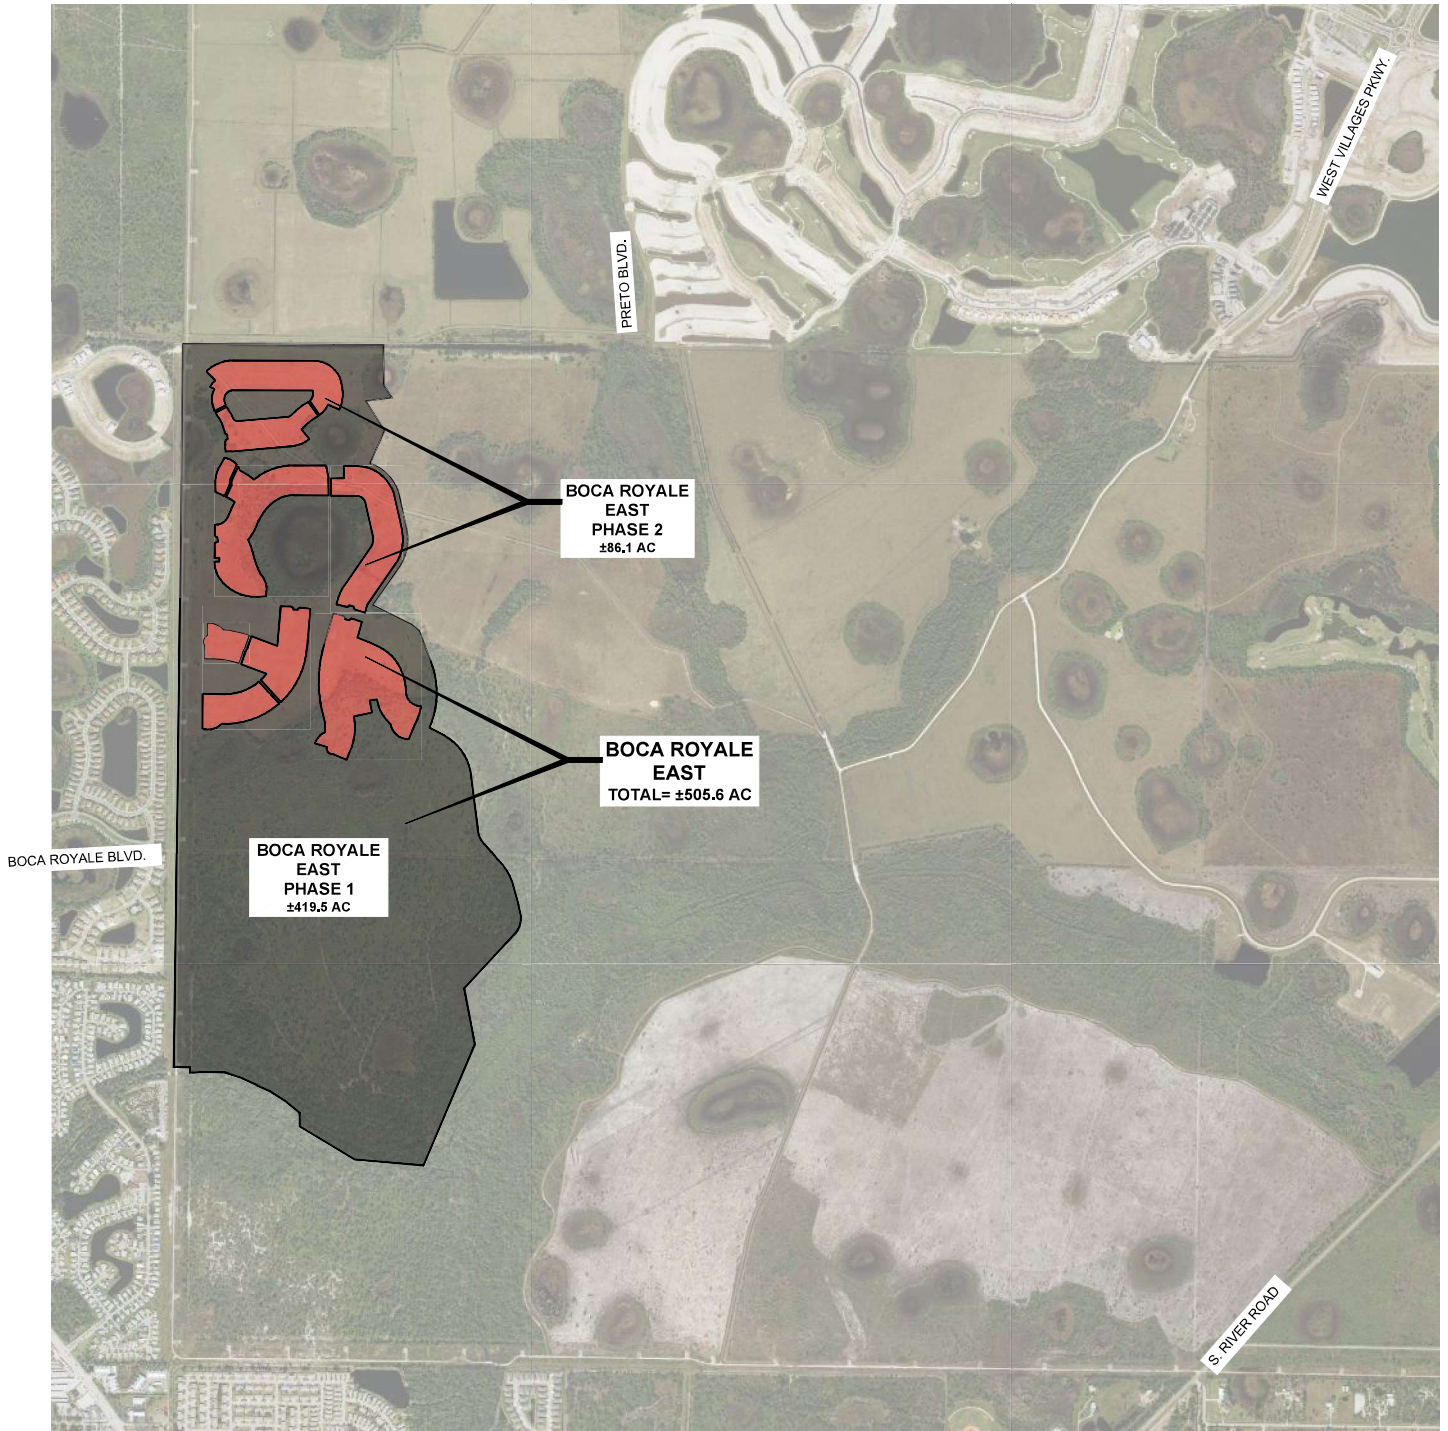 WEST VILLAGES PKWY.
PRETO BLVD.
BOCA ROYALE
EAST
PHASE 2
±86.1 AC
BOCA ROYALE
EAST
TOTAL= ±505.6 AC
BOCA ROYALE BLVD.
BOCA ROYALE
EAST
PHASE 1
±419.5 AC
S. RIVER ROAD